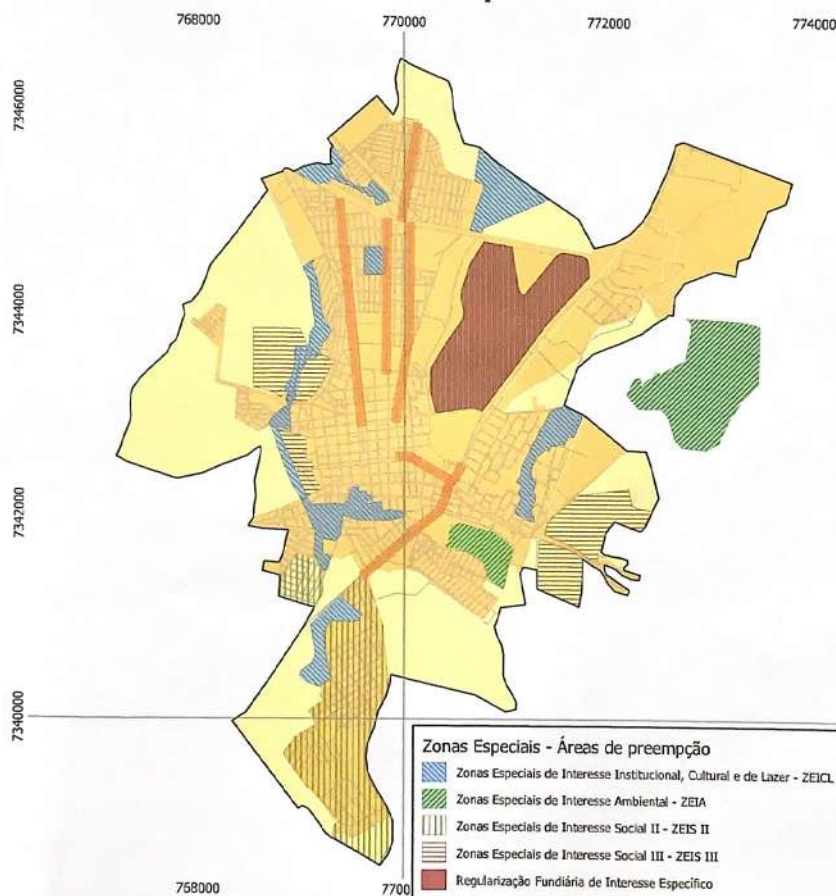 768000
770000
772000
774000
7346000
7344000
7342000
7340000
Zonas Especiais - Áreas de preempção
Zonas Especiais de Interesse Institucional, Cultural e de Lazer - ZEICL
Zonas Especiais de Interesse Ambiental - ZEIA
Zonas Especiais de Interesse Social II - ZEIS II
Zonas Especiais de Interesse Social III - ZEIS III
Regularização Fundiária de Interesse Específico
768000